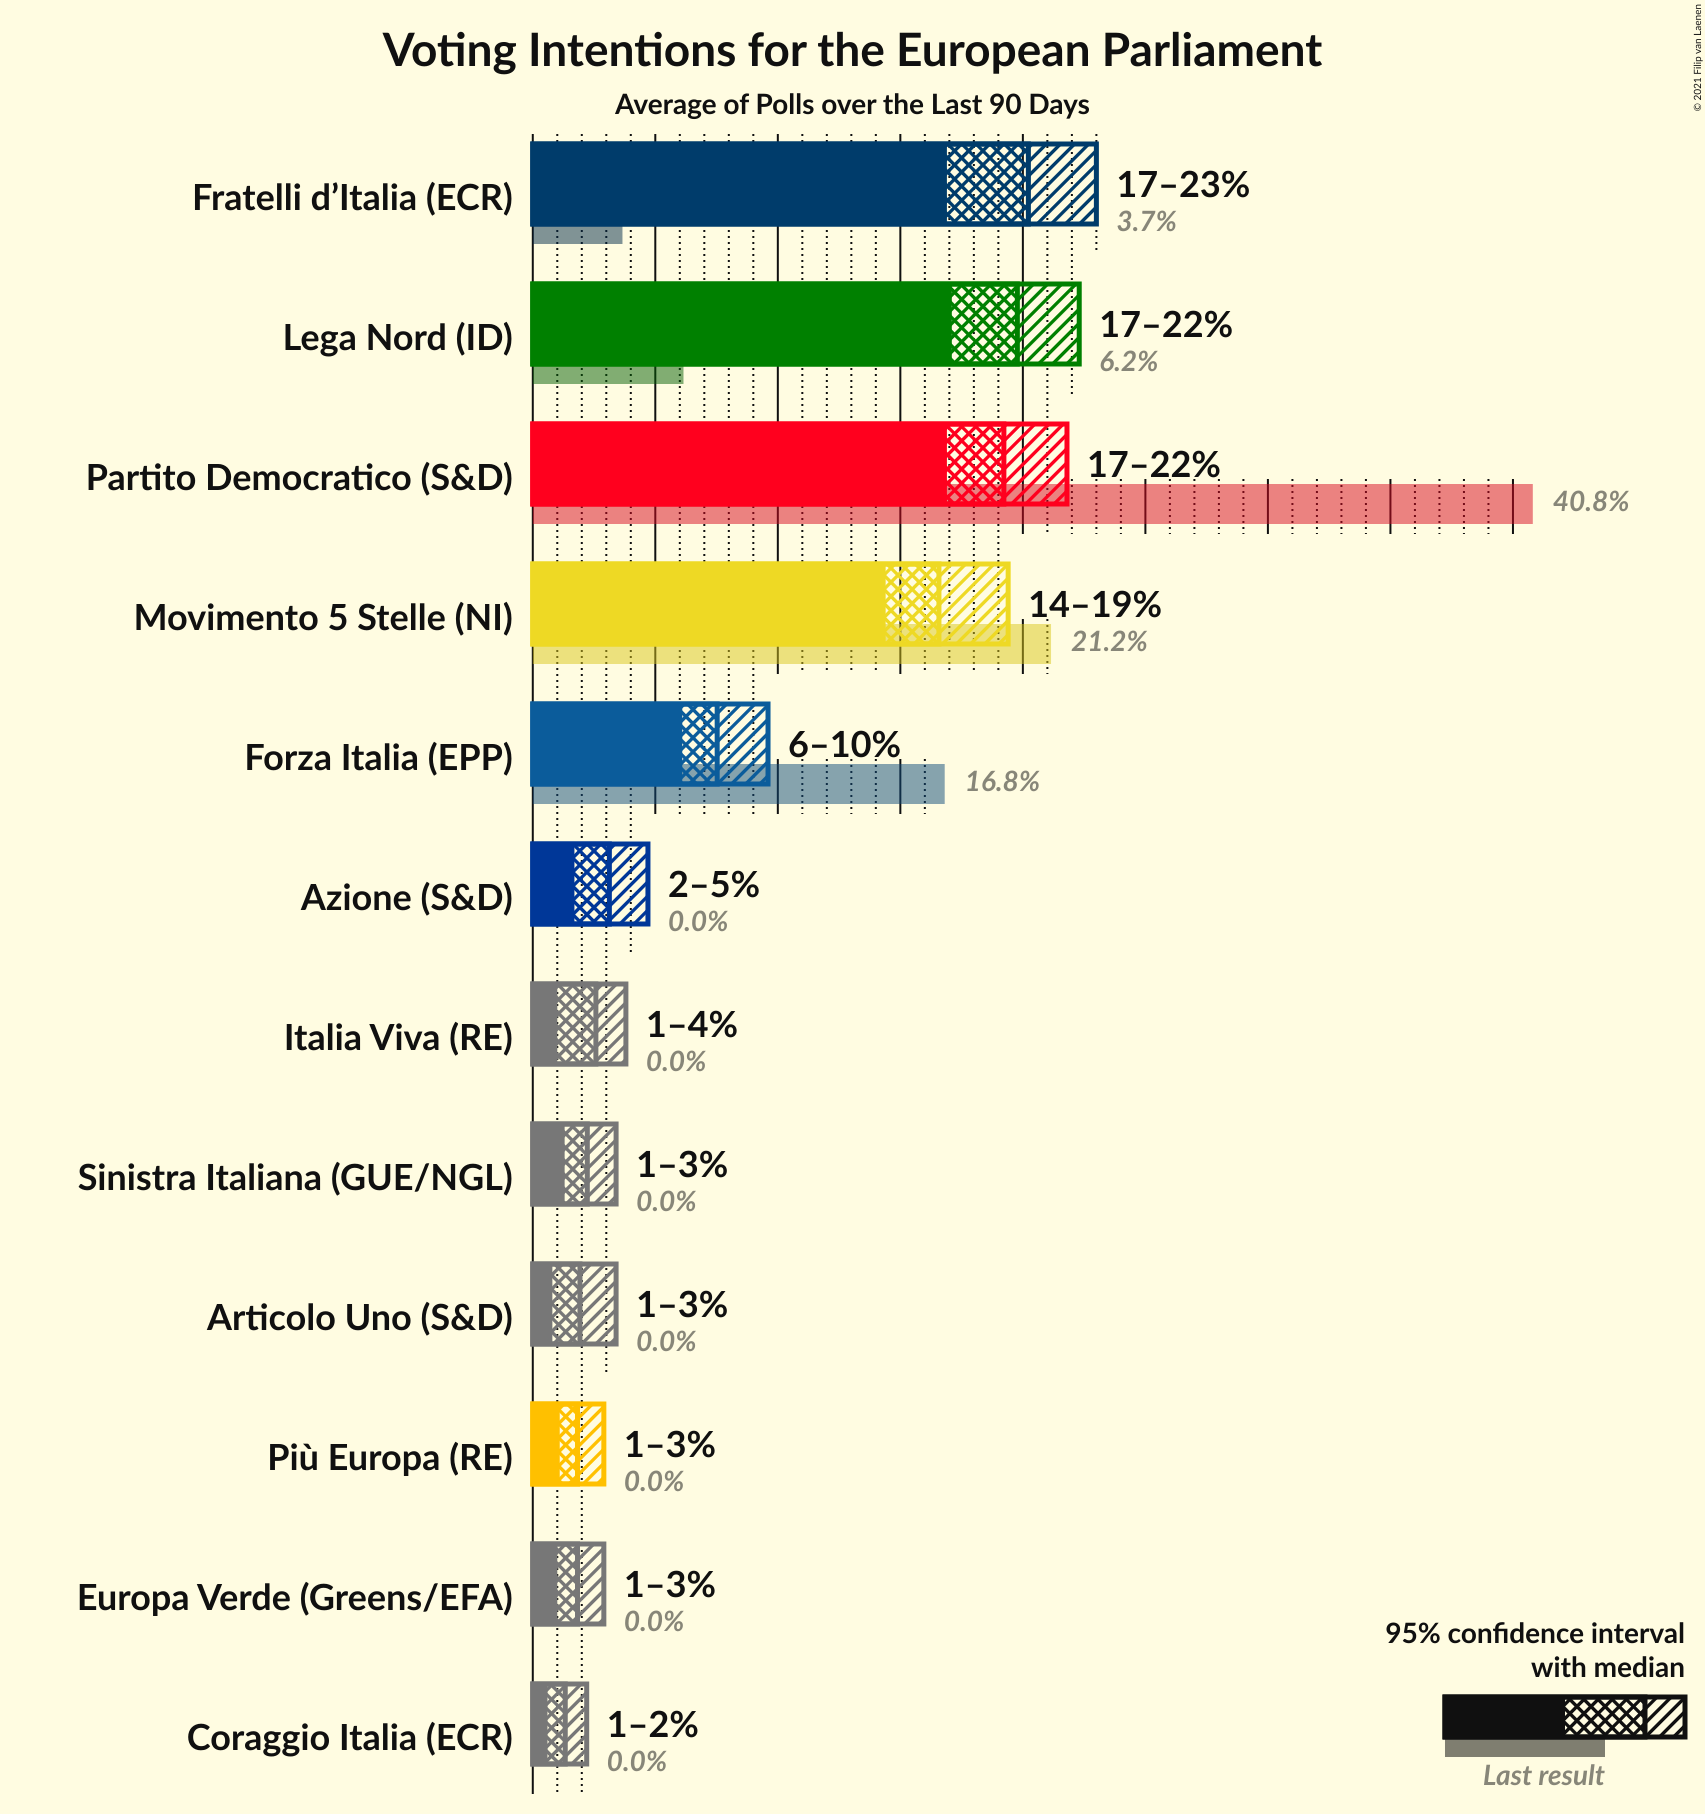 © 2021 Filip van Laenen
Voting Intentions for the European Parliament
Average of Polls over the Last 90 Days
Fratelli d’Italia (ECR)
17–23%
3.7%
Lega Nord (ID)
17–22%
6.2%
Partito Democratico (S&D)
17–22%
40.8%
Movimento 5 Stelle (NI)
14–19%
21.2%
Forza Italia (EPP)
6–10%
16.8%
Azione (S&D)
2–5%
0.0%
Italia Viva (RE)
1–4%
0.0%
Sinistra Italiana (GUE/NGL)
1–3%
0.0%
Articolo Uno (S&D)
1–3%
0.0%
Più Europa (RE)
1–3%
0.0%
Europa Verde (Greens/EFA)
1–3%
0.0%
Coraggio Italia (ECR)
1–2%
0.0%
95% confidence interval
with median
Last result